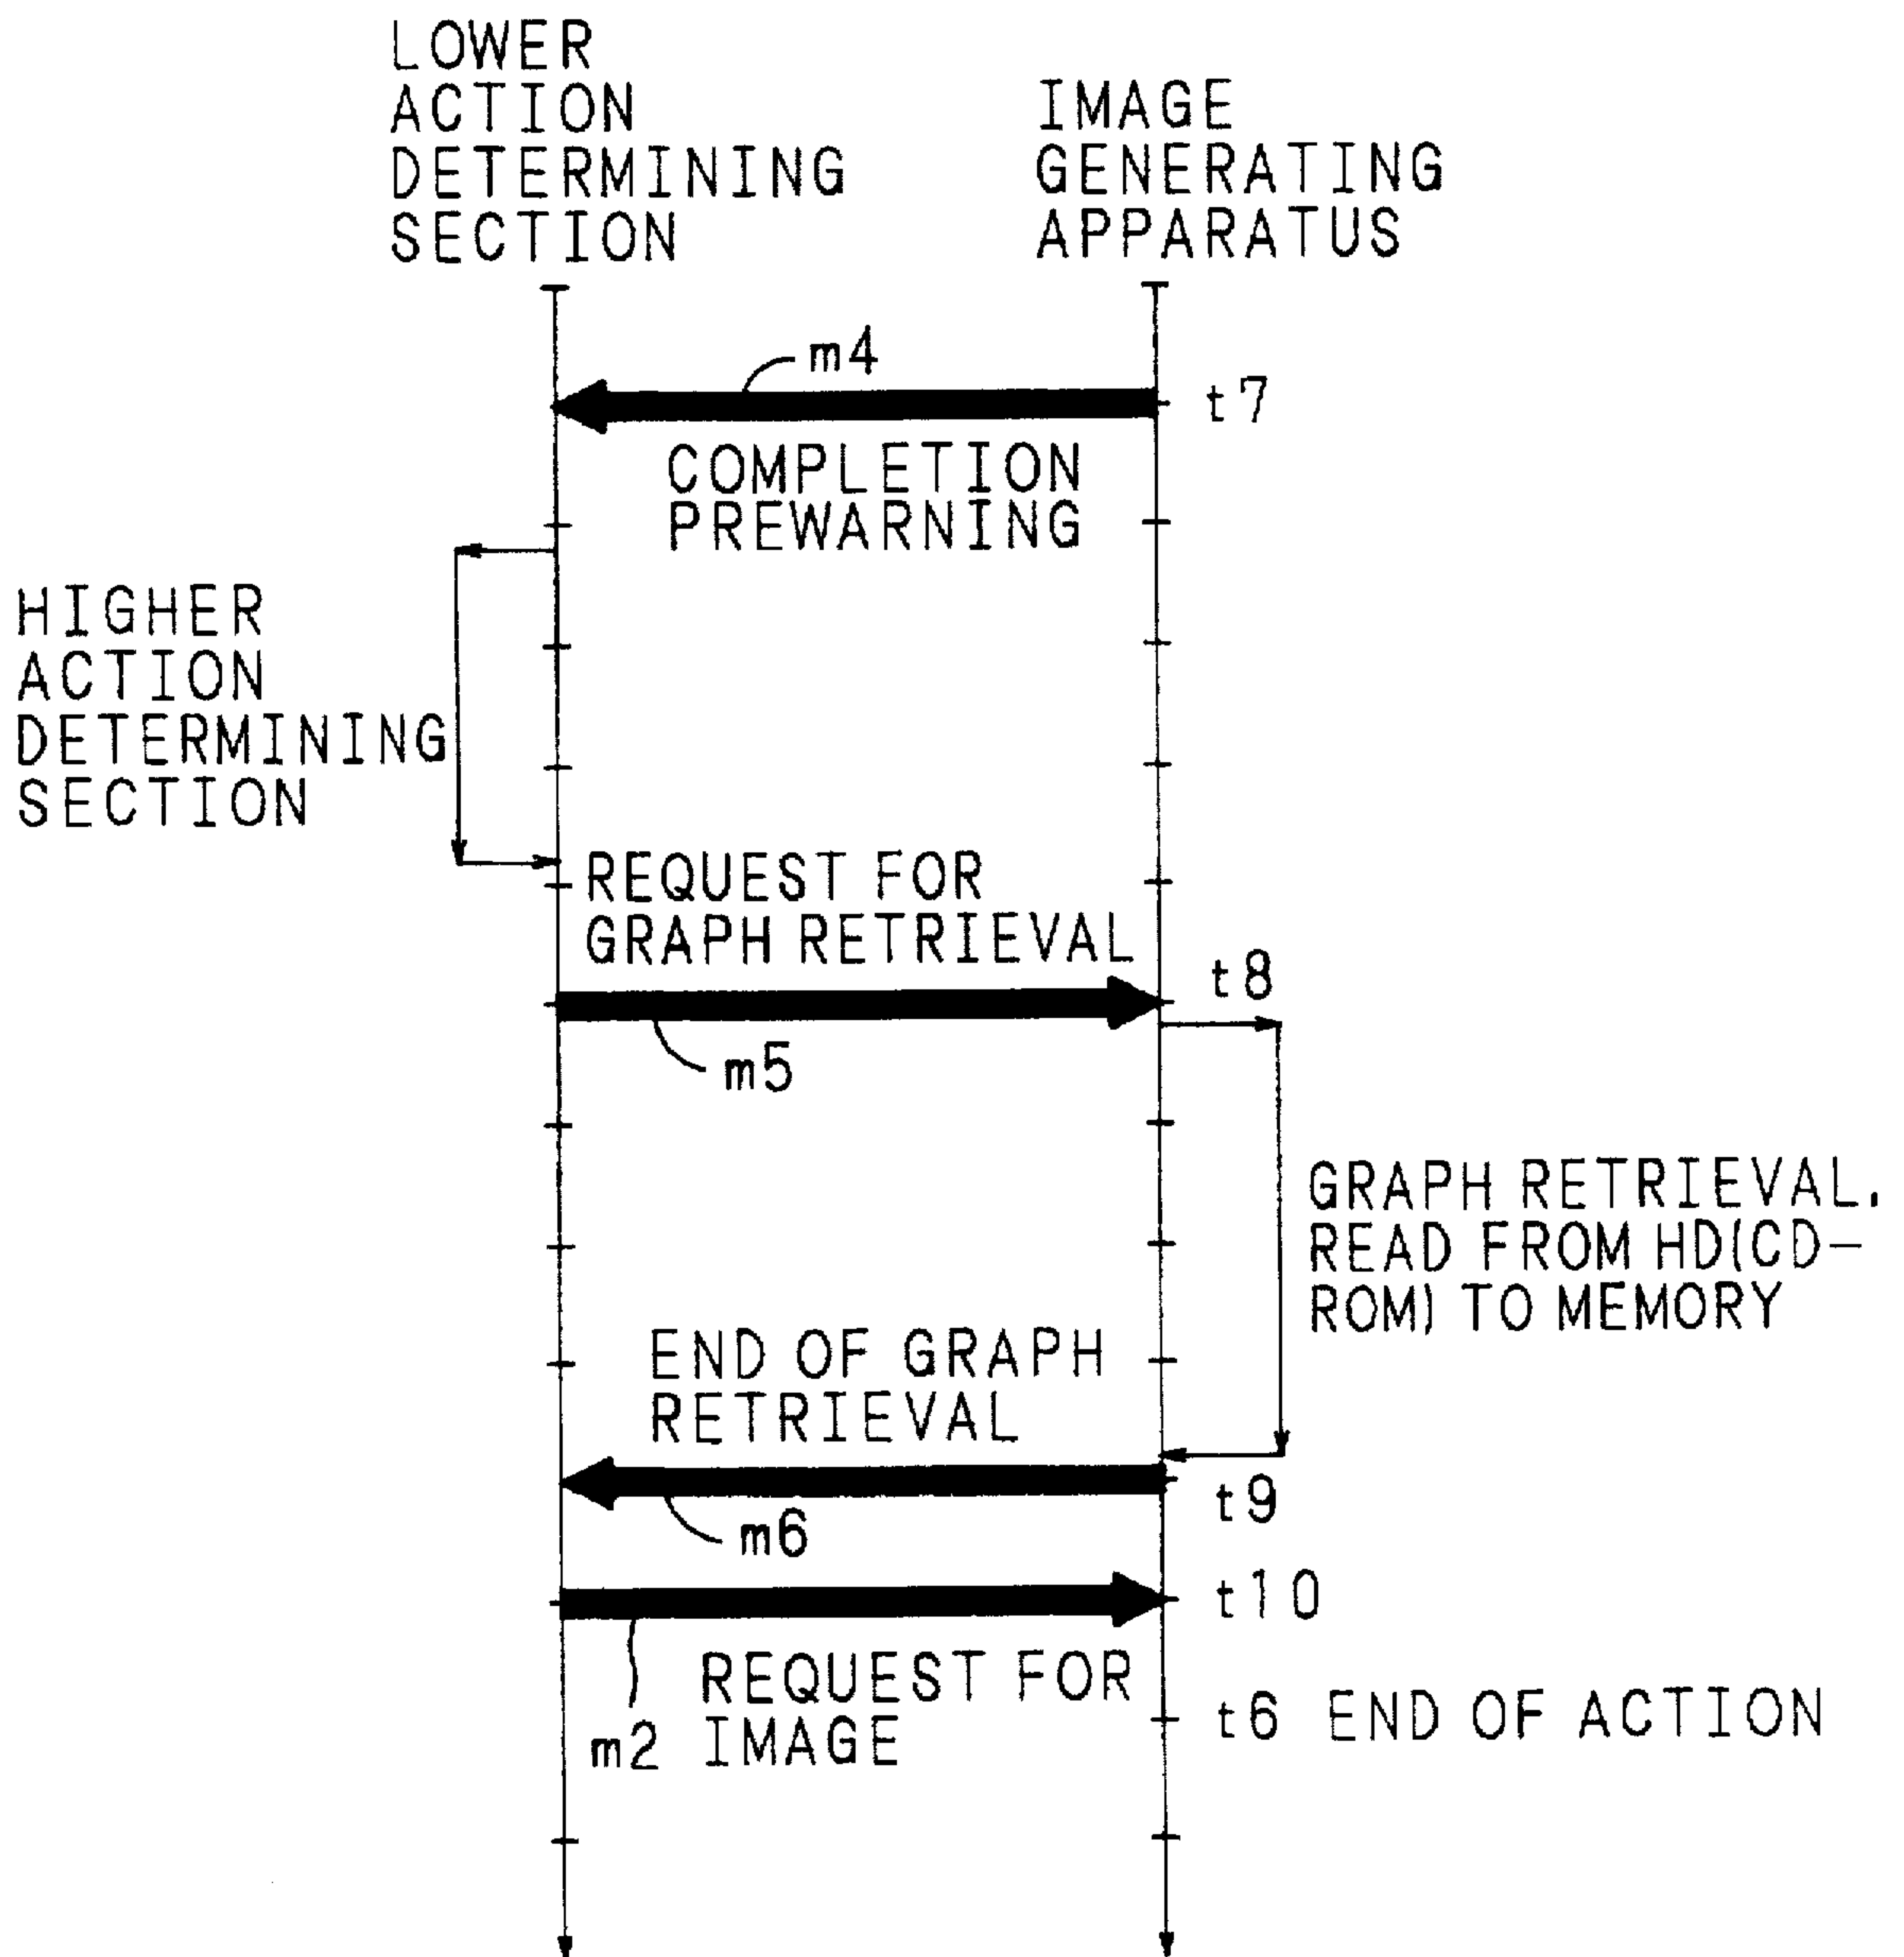 LOWER
ACTION
DETERMINING
SECTION
IMAGE
GENERATING
APPARATUS
m4
t7
COMPLETION
PREWARNING
HIGHER
ACTION
DETERMINING
SECTION
REQUEST FOR
GRAPH RETRIEVAL
t8
m5
GRAPH RETRIEVAL.
READ FROM HD(CD-
ROM) TO MEMORY
END OF GRAPH
RETRIEVAL
t9
m6
t10
REQUEST FOR
IMAGE
m2
t6 END OF ACTION